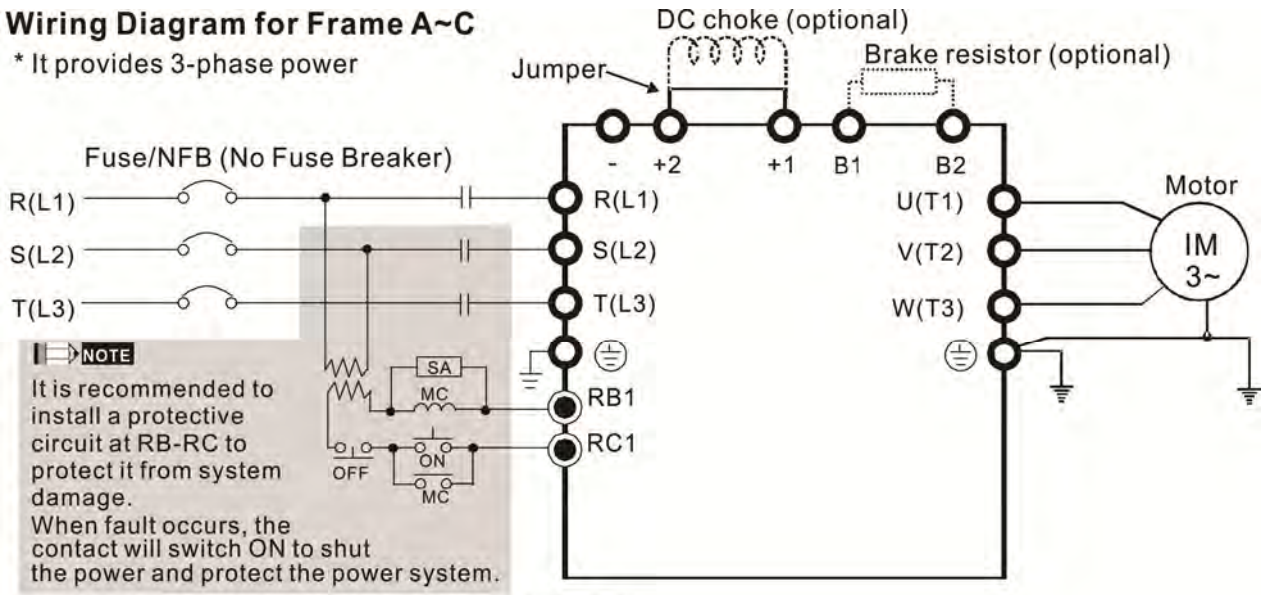 Wiring Diagram for Frame A~C
* It provides 3-phase power
DC choke (optional)
Jumper
Brake resistor (optional)
Fuse/NFB (No Fuse Breaker)
- +2 +1 B1 B2
R(L1)
S(L2)
T(L3)
R(L1)
S(L2)
T(L3)
U(T1)
V(T2)
W(T3)
Motor
IM
3~
NOTE
It is recommended to
install a protective
circuit at RB-RC to
protect it from system
damage.
When fault occurs, the
contact will switch ON to shut
the power and protect the power system.
SA
MC
OFF
ON
MC
RB1
RC1